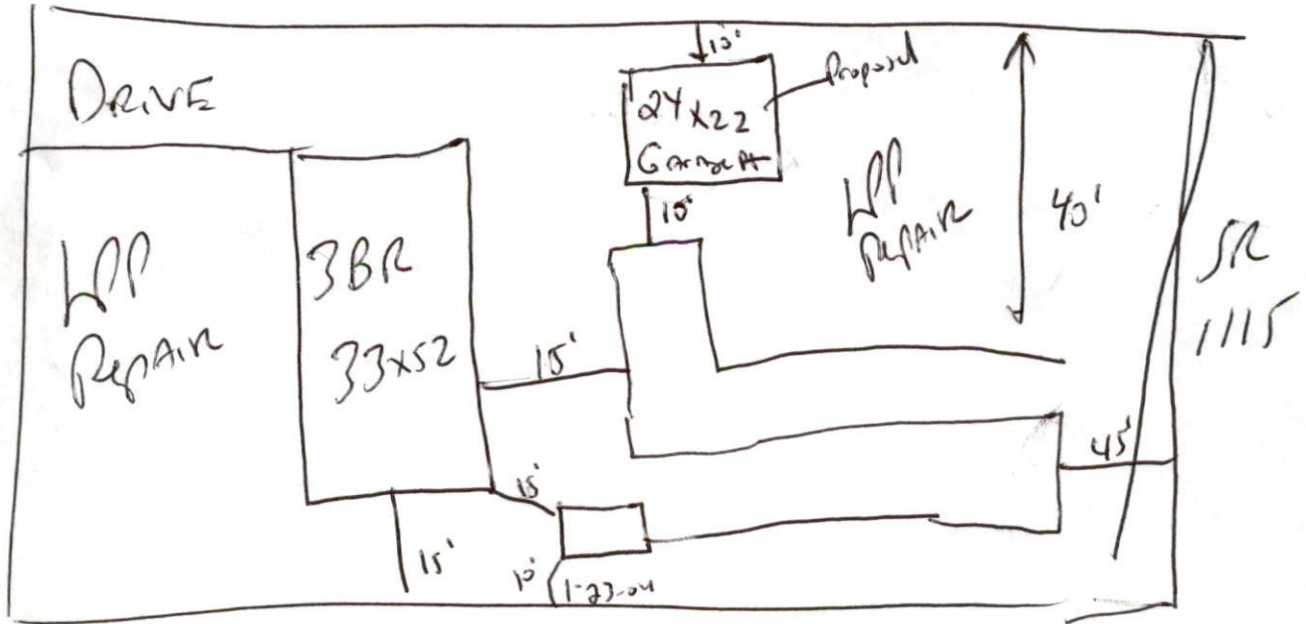 10'
DRIVE
24x22
Garage
Proposed
LPP
Repair
40'
SR
1115
10'
LPP
Repair
3BR
33x52
15'
45'
15'
15'
10'
1-23-04